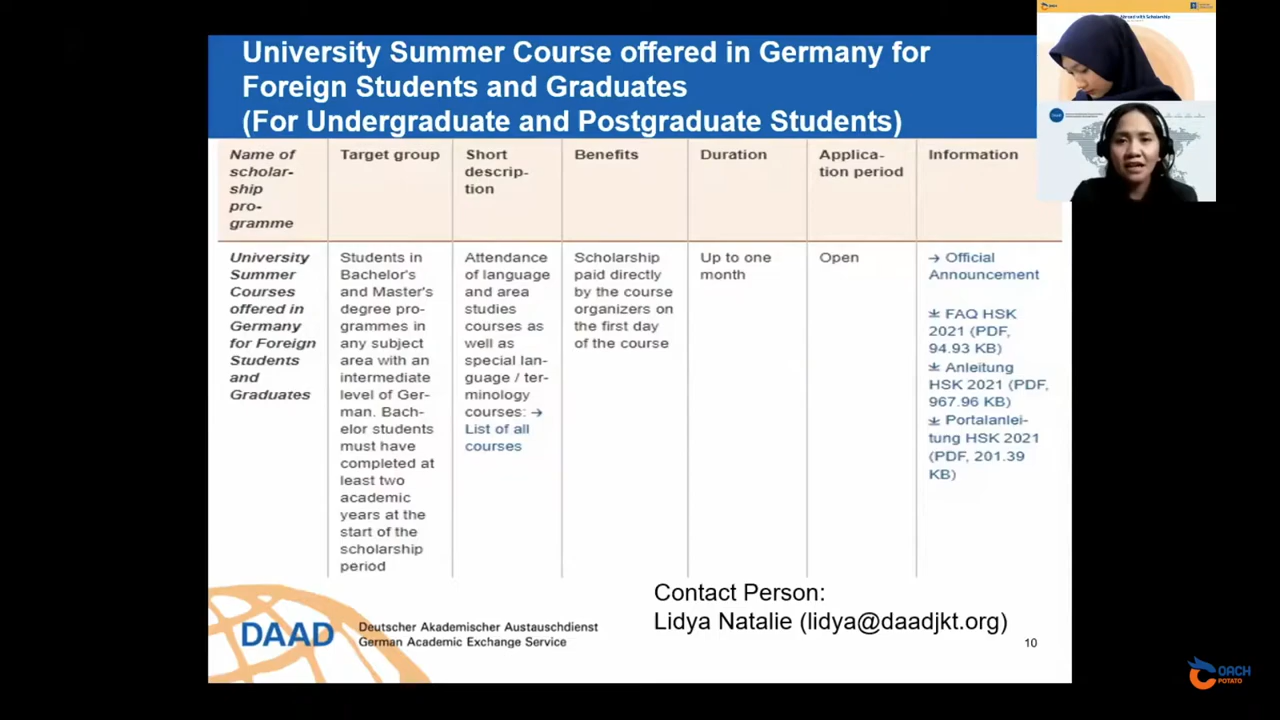 University Summer Course offered in Germany for
Foreign Students and Graduates
(For Undergraduate and Postgraduate Students)
Name of
scholar-
ship
pro-
gramme
Target group
Short
descrip-
tion
Benefits
Duration
Applica-
tion period
Information
University
Summer
Courses
offered in
Germany
for Foreign
Students
and
Graduates
Students in
Bachelor's
and Master's
degree pro-
grammes in
any subject
area with an
intermediate
level of Ger-
man. Bach-
elor students
must have
completed at
least two
academic
years at the
start of the
scholarship
period
Attendance
of language
and area
studies
courses as
well as
special lan-
guage / ter-
minology
courses: →
List of all
courses
Scholarship
paid directly
by the course
organizers on
the first day
of the course
Up to one
month
Open
→ Official
Announcement
FAQ HSK
2021 (PDF,
94.93 KB)
Anleitung
HSK 2021 (PDF,
967.96 KB)
Portalanlei-
tung HSK 2021
(PDF, 201.39
KB)
Contact Person:
Lidya Natalie (lidya@daadjkt.org)
DAAD
Deutscher Akademischer Austauschdienst
German Academic Exchange Service
10
OACH
POTATO